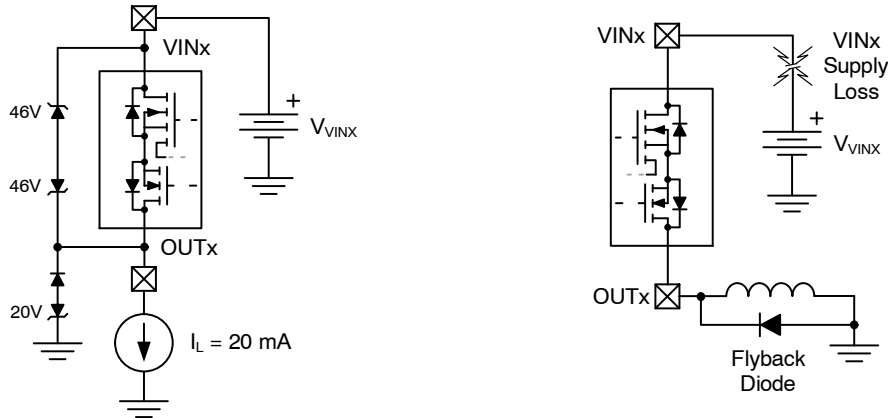 VINx
46V
46V
+
V_VINX
OUTx
20V
I_L = 20 mA
VINx
VINx
Supply
Loss
+
V_VINX
OUTx
Flyback
Diode